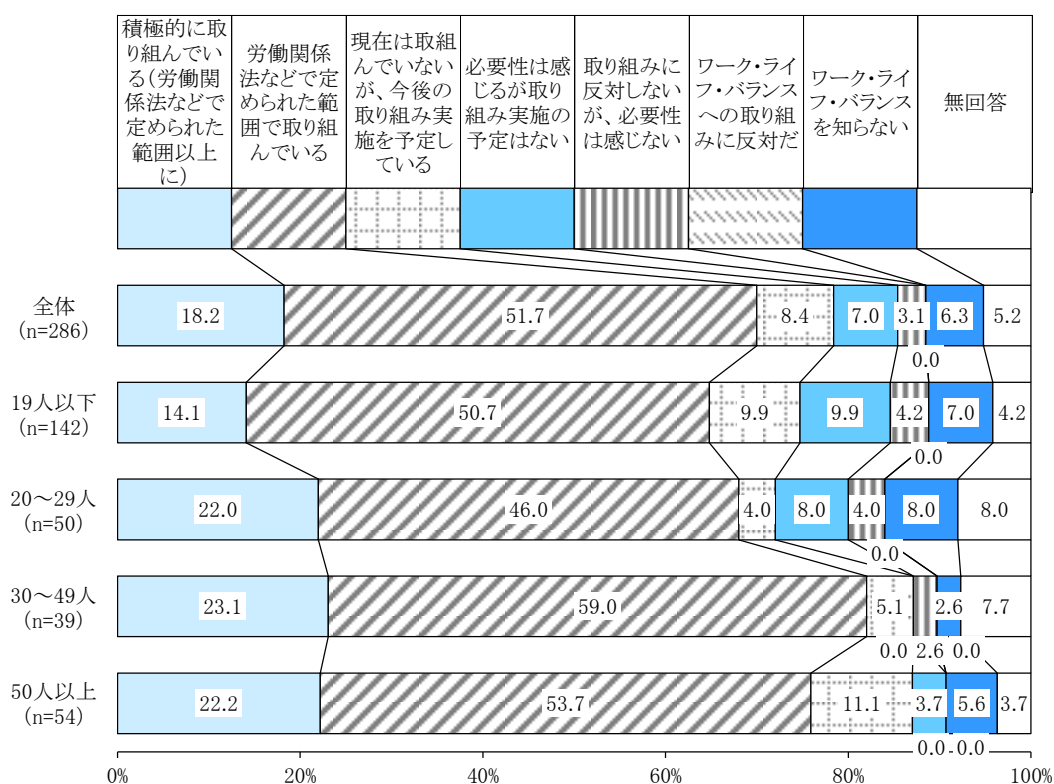 積極的に取
り組んでい
る(労働関
係法などで
定められた
範囲以上
に)
労働関係
法などで定
められた範
囲で取り組
んでいる
現在は取組
んでいない
が、今後の
取り組み実
施を予定し
ている
必要性は感
じるが取り
組み実施の
予定はない
取り組みに
反対しない
が、必要性
は感じない
ワーク・ライ
フ・バランス
への取り組
みに反対だ
ワーク・ライ
フ・バランス
を知らない
無回答
全体
(n=286)
18.2
51.7
8.4
7.0
3.1
6.3
5.2
0.0
19人以下
(n=142)
14.1
50.7
9.9
9.9
4.2
7.0
4.2
0.0
20～29人
(n=50)
22.0
46.0
4.0
8.0
4.0
8.0
8.0
0.0
30～49人
(n=39)
23.1
59.0
5.1
2.6
7.7
0.0
2.6
0.0
50人以上
(n=54)
22.2
53.7
11.1
3.7
5.6
3.7
0.0
0.0
0%
20%
40%
60%
80%
100%